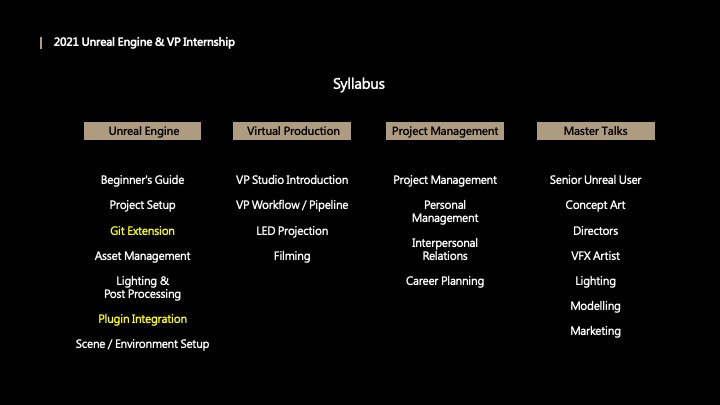 2021 Unreal Engine & VP Internship
Syllabus
Unreal Engine
Beginner's Guide
Project Setup
Git Extension
Asset Management
Lighting &
Post Processing
Plugin Integration
Scene / Environment Setup
Virtual Production
VP Studio Introduction
VP Workflow / Pipeline
LED Projection
Filming
Project Management
Project Management
Personal
Management
Interpersonal
Relations
Career Planning
Master Talks
Senior Unreal User
Concept Art
Directors
VFX Artist
Lighting
Modelling
Marketing